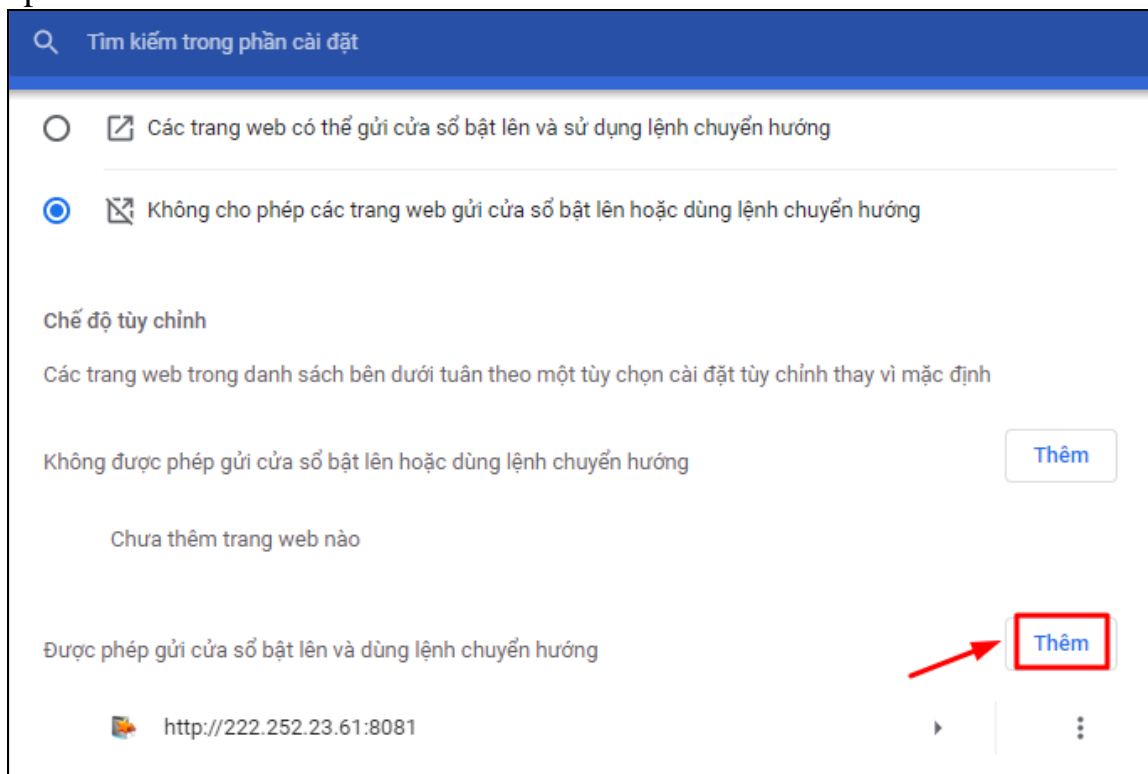 Tìm kiếm trong phần cài đặt
Các trang web có thể gửi cửa sổ bật lên và sử dụng lệnh chuyển hướng
Không cho phép các trang web gửi cửa sổ bật lên hoặc dùng lệnh chuyển hướng
Chế độ tùy chỉnh
Các trang web trong danh sách bên dưới tuân theo một tùy chọn cài đặt tùy chỉnh thay vì mặc định
Không được phép gửi cửa sổ bật lên hoặc dùng lệnh chuyển hướng
Thêm
Chưa thêm trang web nào
Được phép gửi cửa sổ bật lên và dùng lệnh chuyển hướng
Thêm
http://222.252.23.61:8081